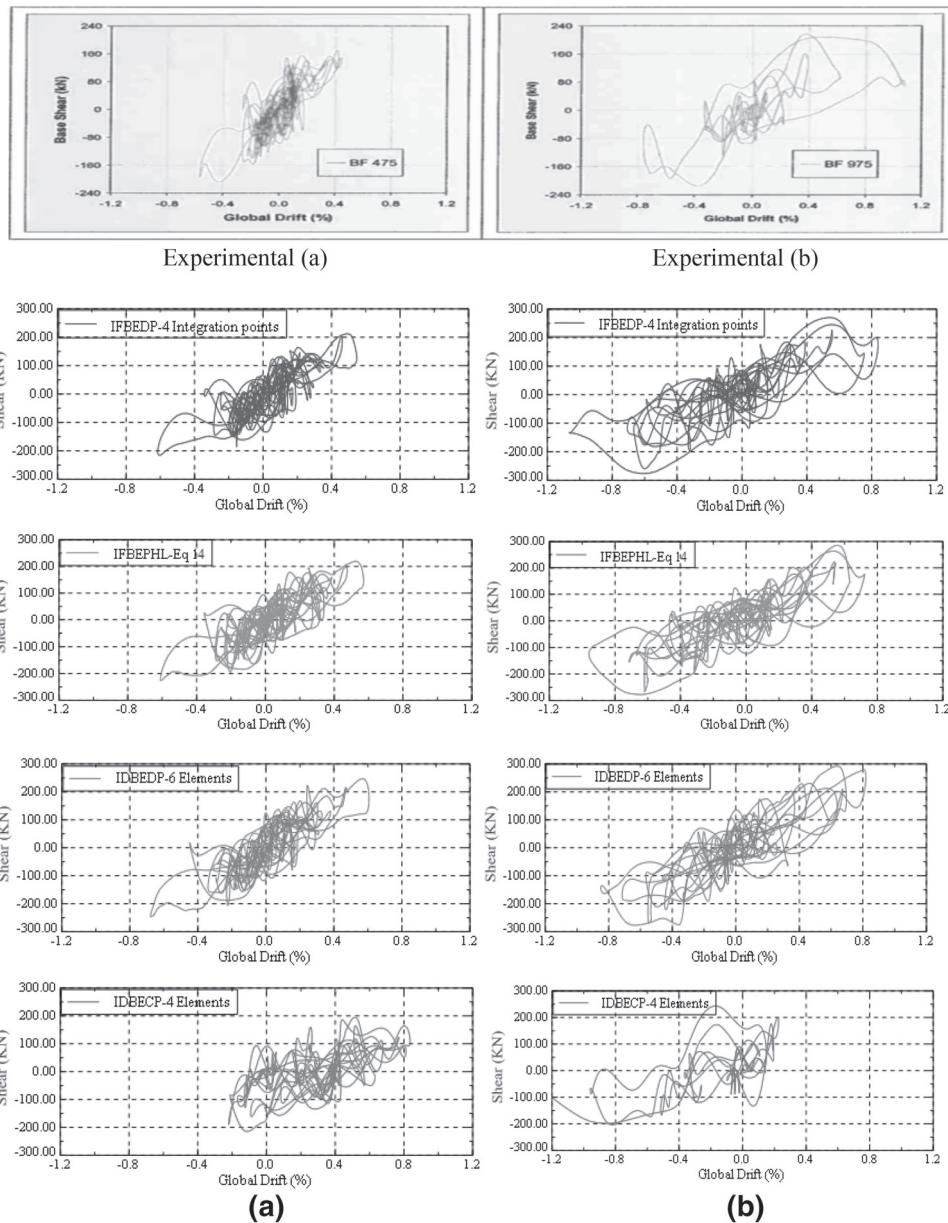 240
160
80
0
-80
-160
-240
Base Shear (kN)
BF 475
-1.2 -0.8 -0.4 0.0 0.4 0.8 1.2
Global Drift (%)
240
160
80
0
-80
-160
-240
Base Shear (kN)
BF 975
-1.2 -0.8 -0.4 0.0 0.4 0.8 1.2
Global Drift (%)
Experimental (a)
Experimental (b)
300.00
200.00
100.00
0.00
-100.00
-200.00
-300.00
Shear (KN)
IFBEDP-4 Integration points
-1.2 -0.8 -0.4 0.0 0.4 0.8 1.2
Global Drift (%)
300.00
200.00
100.00
0.00
-100.00
-200.00
-300.00
Shear (KN)
IFBEDP-4 Integration points
-1.2 -0.8 -0.4 0.0 0.4 0.8 1.2
Global Drift (%)
300.00
200.00
100.00
0.00
-100.00
-200.00
-300.00
Shear (KN)
IFBEPHL-Eq 14
-1.2 -0.8 -0.4 0.0 0.4 0.8 1.2
Global Drift (%)
300.00
200.00
100.00
0.00
-100.00
-200.00
-300.00
Shear (KN)
IFBEPHL-Eq 14
-1.2 -0.8 -0.4 0.0 0.4 0.8 1.2
Global Drift (%)
300.00
200.00
100.00
0.00
-100.00
-200.00
-300.00
Shear (KN)
IDBEDP-6 Elements
-1.2 -0.8 -0.4 0.0 0.4 0.8 1.2
Global Drift (%)
300.00
200.00
100.00
0.00
-100.00
-200.00
-300.00
Shear (KN)
IDBEDP-6 Elements
-1.2 -0.8 -0.4 0.0 0.4 0.8 1.2
Global Drift (%)
300.00
200.00
100.00
0.00
-100.00
-200.00
-300.00
Shear (KN)
IDBECP-4 Elements
-1.2 -0.8 -0.4 0.0 0.4 0.8 1.2
Global Drift (%)
300.00
200.00
100.00
0.00
-100.00
-200.00
-300.00
Shear (KN)
IDBECP-4 Elements
-1.2 -0.8 -0.4 0.0 0.4 0.8 1.2
Global Drift (%)
(a)
(b)